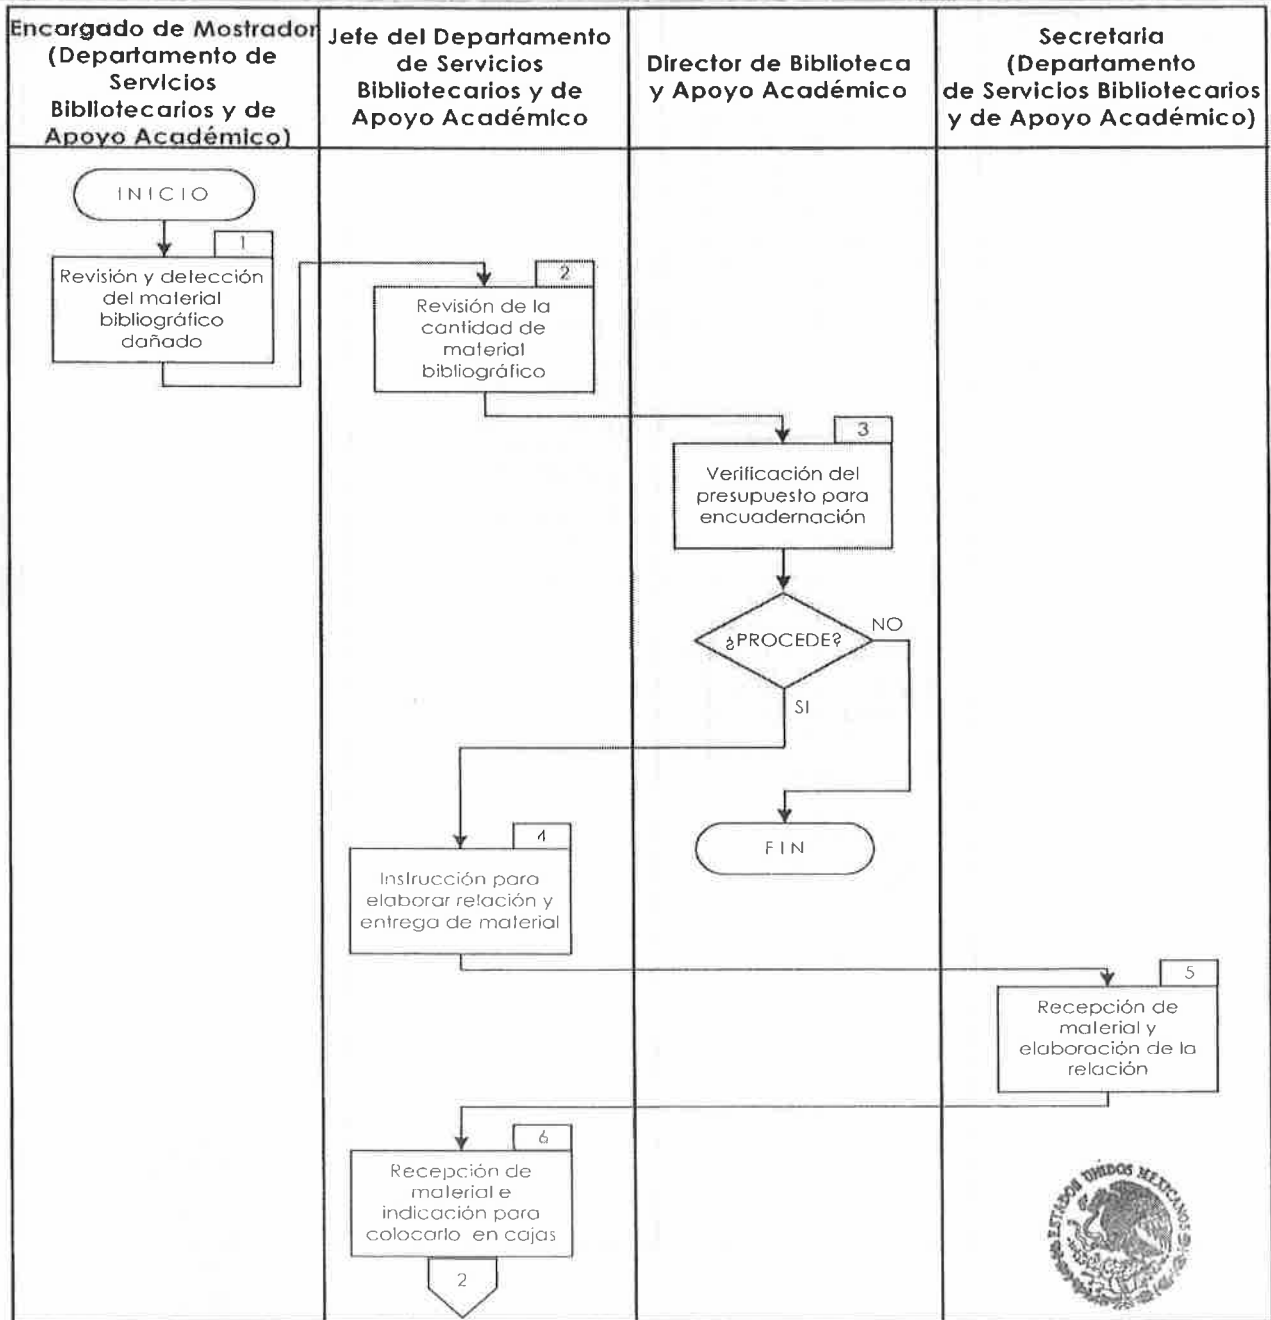 Encargado de Mostrador
(Departamento de
Servicios
Bibliotecarios y de
Apoyo Académico)
Jefe del Departamento
de Servicios
Bibliotecarios y de
Apoyo Académico
Director de Biblioteca
y Apoyo Académico
Secretaria
(Departamento
de Servicios Bibliotecarios
y de Apoyo Académico)
INICIO
1
Revisión y detección
del material
bibliográfico
dañado
2
Revisión de la
cantidad de
material
bibliográfico
3
Verificación del
presupuesto para
encuadernación
¿PROCEDE?
NO
SI
FIN
4
Instrucción para
elaborar relación y
entrega de material
5
Recepción de
material y
elaboración de la
relación
6
Recepción de
material e
indicación para
colocarlo en cajas
2
ESTADOS UNIDOS MEXICANOS